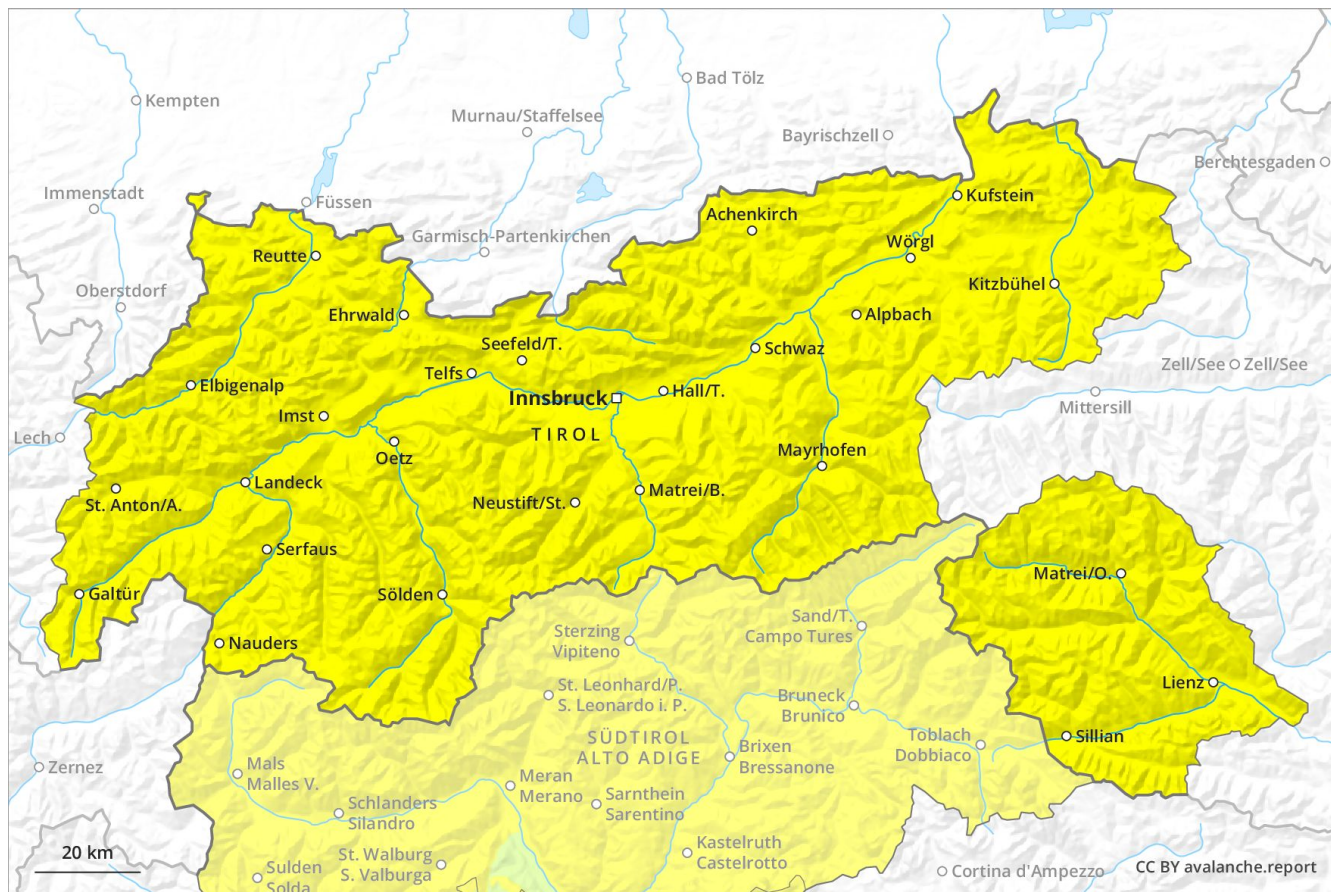 Kempten
Bad Tölz
Murnau/Staffelsee
Bayrischzell
Berchtesgaden
Immenstadt
Füssen
Kufstein
Achenkirch
Garmisch-Partenkirchen
Wörgl
Reutte
Kitzbühel
Oberstdorf
Ehrwald
Alpbach
Seefeld/T.
Schwaz
Zell/See
Zell/See
Telfs
Elbigenalp
Hall/T.
Innsbruck
Mittersill
Imst
Lech
TIROL
Oetz
Mayrhofen
Landeck
Matrei/B.
St. Anton/A.
Neustift/St.
Serfaus
Matrei/O.
Galtür
Sölden
Sand/T.
Campo Tures
Sterzing
Vipiteno
Nauders
Lienz
St. Leonhard/P.
S. Leonardo i. P.
Bruneck
Brunico
SÜDTIROL
ALTO ADIGE
Toblach
Dobbiaco
Sillian
Brixen
Bressanone
Zernez
Mals
Malles V.
Meran
Merano
Sarnthein
Sarentino
Schlanders
Silandro
Kastelruth
Castelrotto
20 km
St. Walburg
S. Valburga
Sulden
Solda
Cortina d'Ampezzo
CC BY avalanche.report